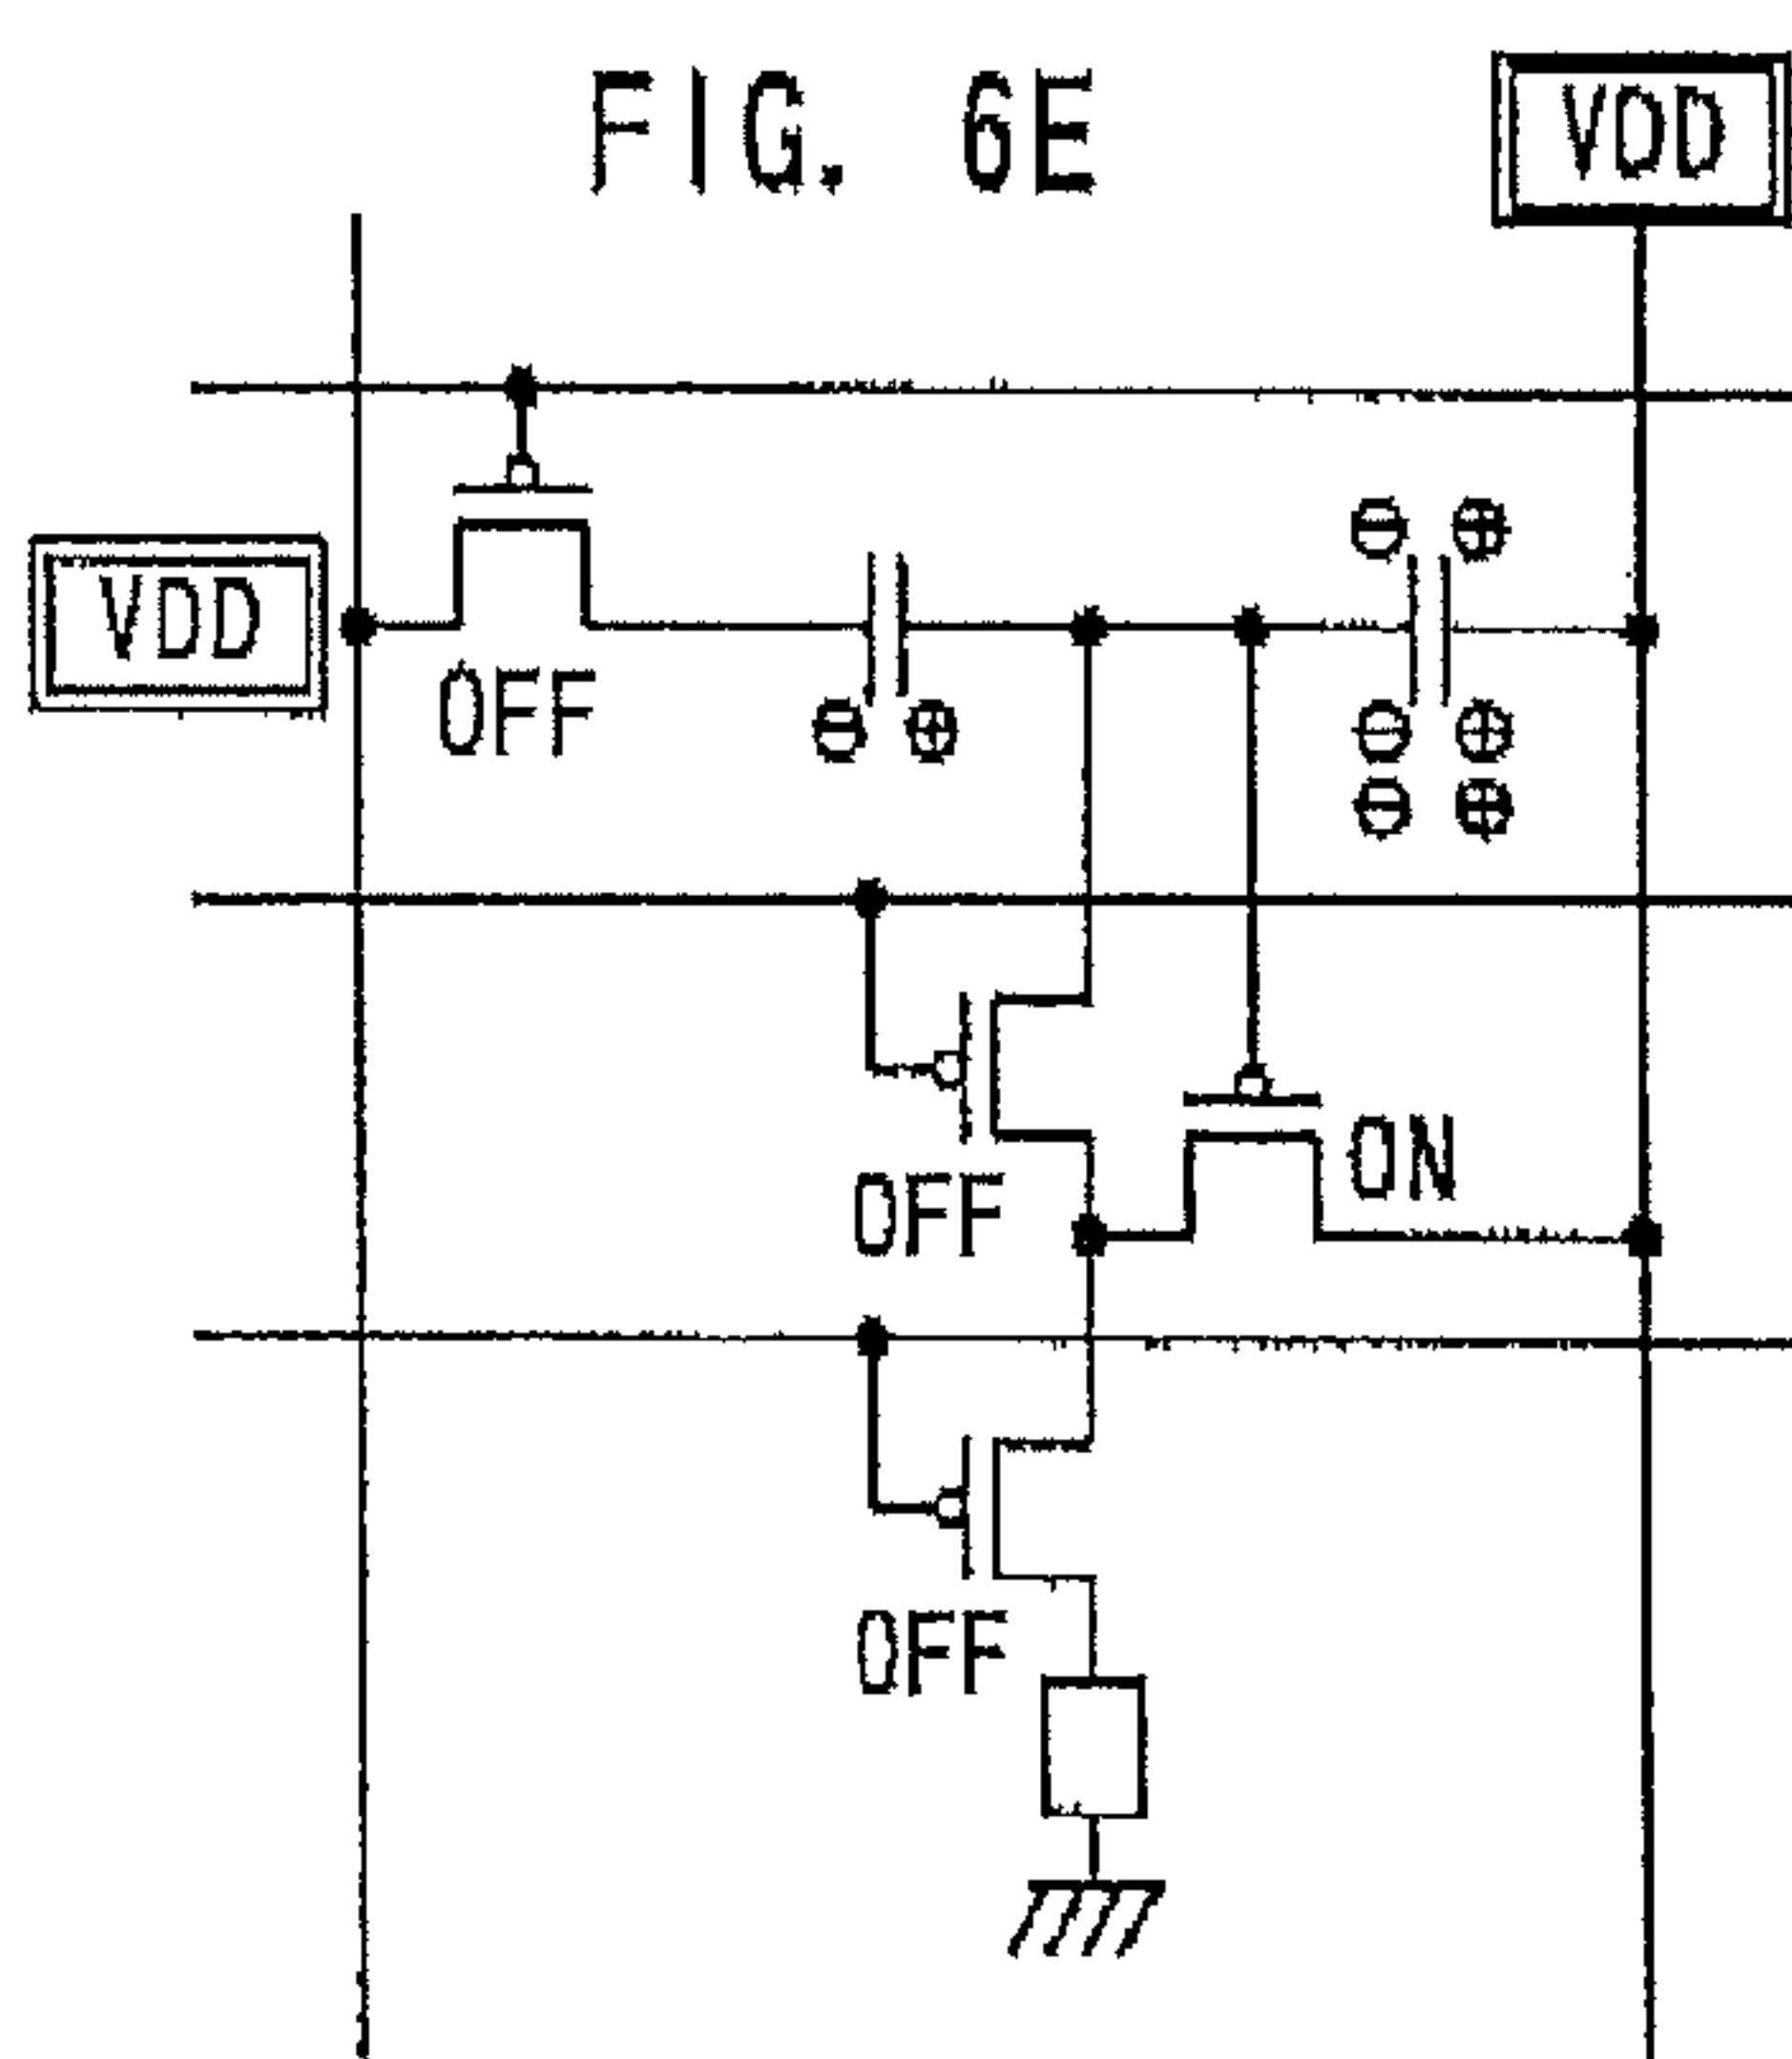 FIG. 6E
VDD
VDD
OFF
⊖ ⊕
⊖ ⊕
⊖ ⊕
⊖ ⊕
OFF
ON
OFF